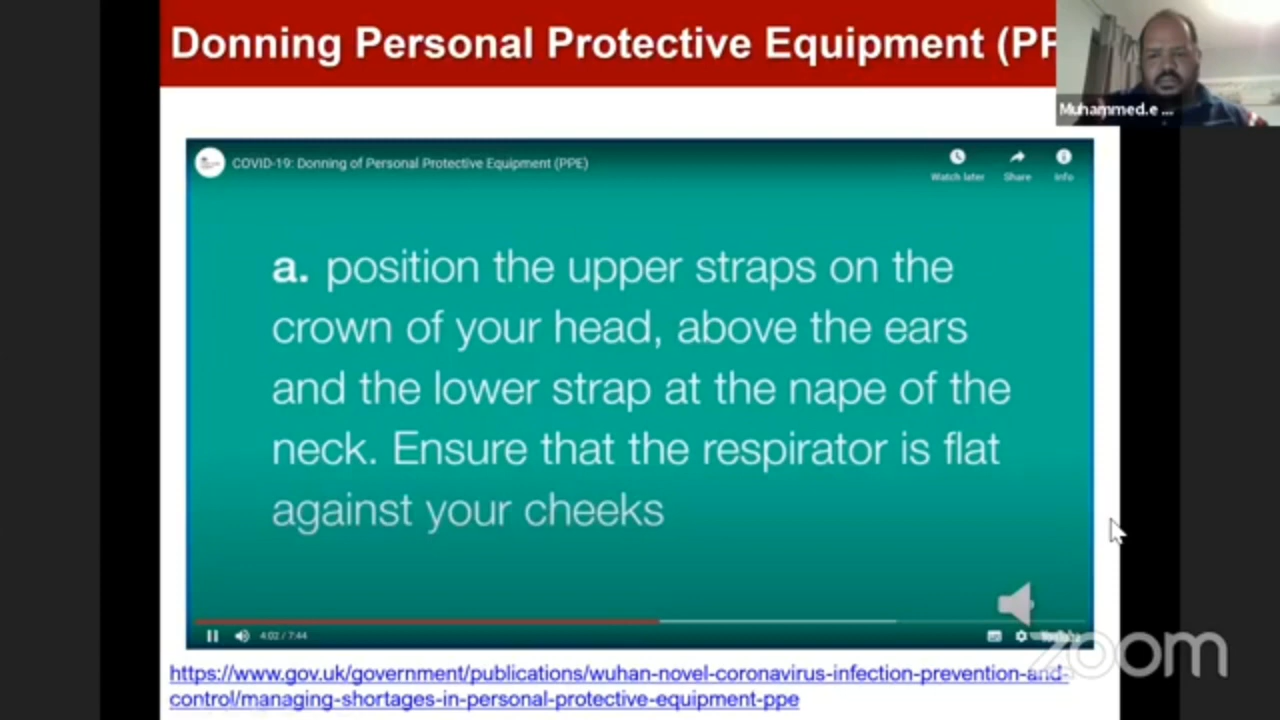 Donning Personal Protective Equipment (PP
Muhammed.e ...
COVID-19: Donning of Personal Protective Equipment (PPE)
Watch later
Share
Info
a. position the upper straps on the
crown of your head, above the ears
and the lower strap at the nape of the
neck. Ensure that the respirator is flat
against your cheeks
4:02 / 7:44
YouTube
zoom
https://www.gov.uk/government/publications/wuhan-novel-coronavirus-infection-prevention-and-
control/managing-shortages-in-personal-protective-equipment-ppe